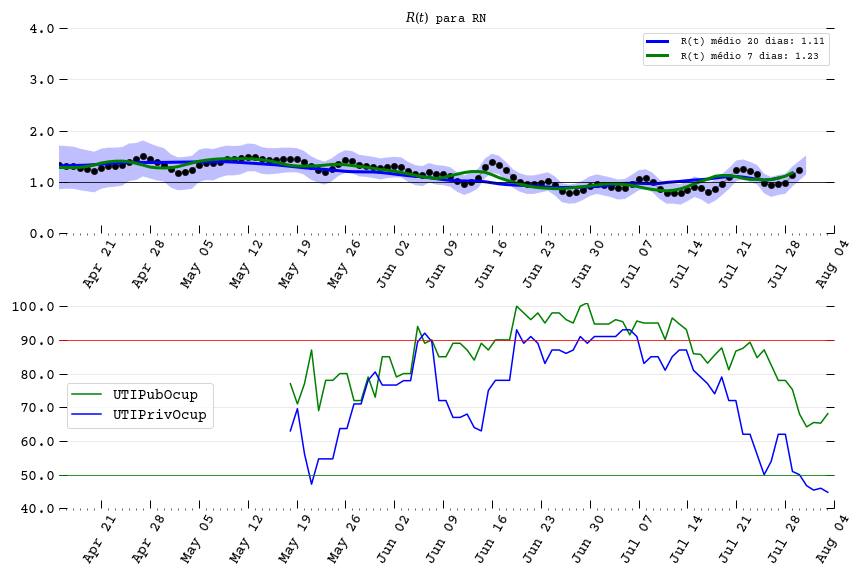 R(t) para RN
4.0
R(t) médio 20 dias: 1.11
R(t) médio 7 dias: 1.23
3.0
2.0
1.0
0.0
Apr 21 Apr 28 May 05 May 12 May 19 May 26 Jun 02 Jun 09 Jun 16 Jun 23 Jun 30 Jul 07 Jul 14 Jul 21 Jul 28 Aug 04
100.0
90.0
80.0
UTIPubOcup
70.0
UTIPrivOcup
60.0
50.0
40.0
Apr 21 Apr 28 May 05 May 12 May 19 May 26 Jun 02 Jun 09 Jun 16 Jun 23 Jun 30 Jul 07 Jul 14 Jul 21 Jul 28 Aug 04